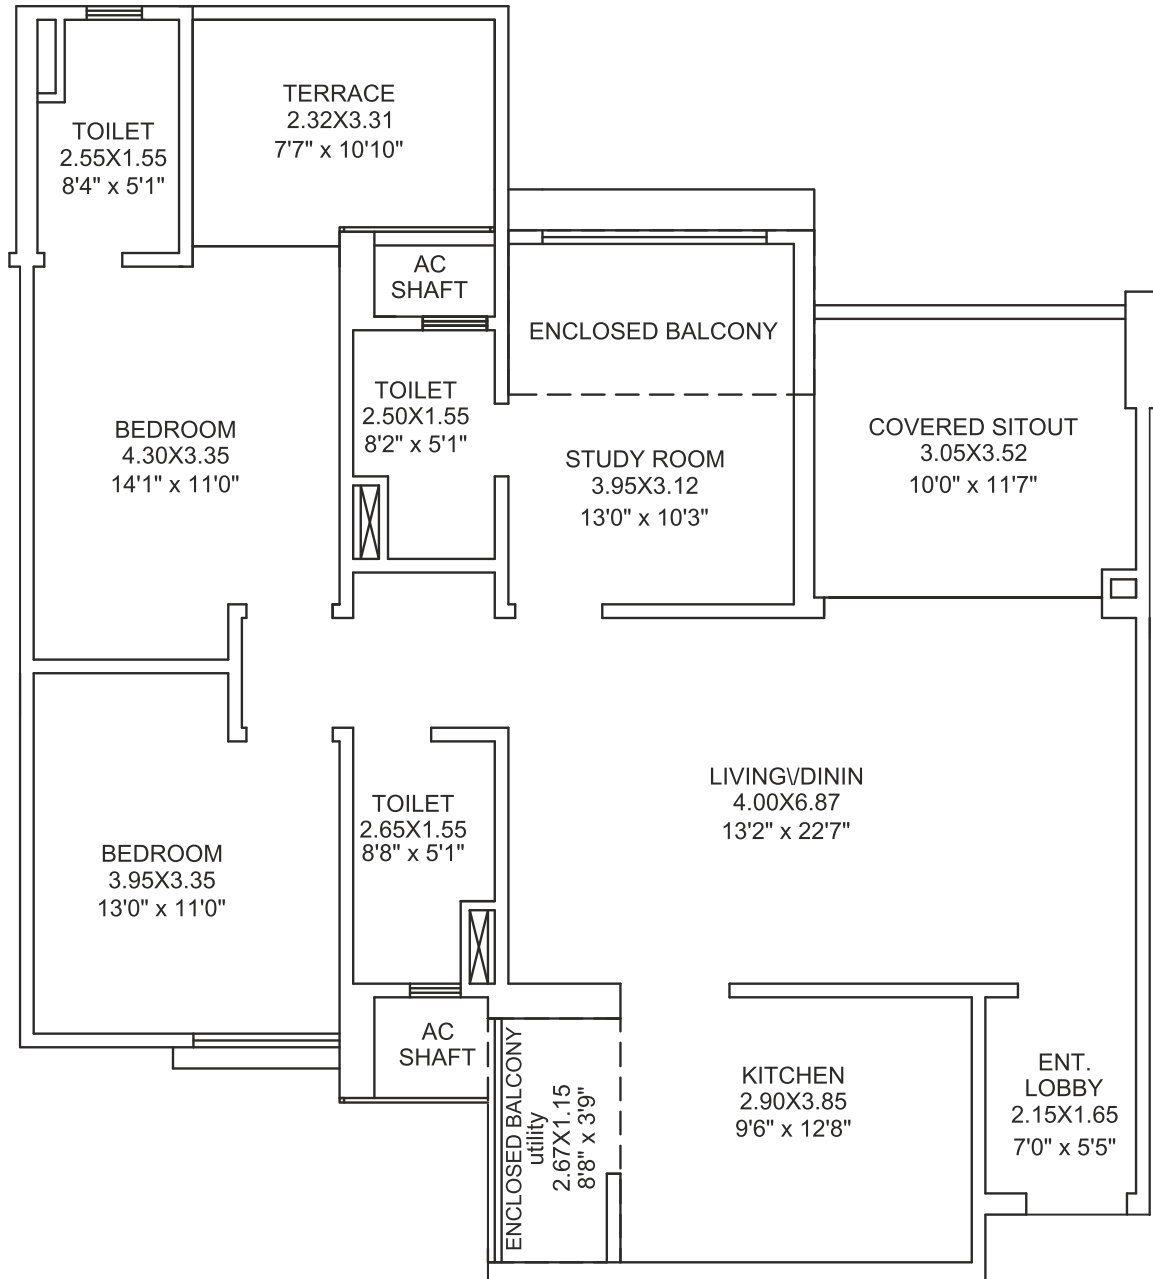 TERRACE
2.32X3.31
7'7" x 10'10"
TOILET
2.55X1.55
8'4" x 5'1"
AC
SHAFT
ENCLOSED BALCONY
TOILET
2.50X1.55
8'2" x 5'1"
BEDROOM
4.30X3.35
14'1" x 11'0"
STUDY ROOM
3.95X3.12
13'0" x 10'3"
COVERED SITOUT
3.05X3.52
10'0" x 11'7"
LIVING\/DININ
4.00X6.87
13'2" x 22'7"
TOILET
2.65X1.55
8'8" x 5'1"
BEDROOM
3.95X3.35
13'0" x 11'0"
AC
SHAFT
ENCLOSED BALCONY
utility
2.67X1.15
8'8" x 3'9"
KITCHEN
2.90X3.85
9'6" x 12'8"
ENT.
LOBBY
2.15X1.65
7'0" x 5'5"